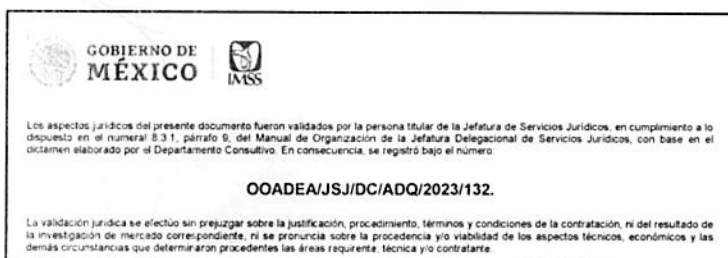 GOBIERNO DE
MÉXICO
IMSS
Los aspectos jurídicos del presente documento fueron validados por la persona titular de la Jefatura de Servicios Jurídicos, en cumplimiento a lo
dispuesto en el numeral 8.3.1, párrafo 9, del Manual de Organización de la Jefatura Delegacional de Servicios Jurídicos, con base en el
dictamen elaborado por el Departamento Consultivo. En consecuencia, se registró bajo el número:
OOADEA/JSJ/DC/ADQ/2023/132.
La validación jurídica se efectúo sin prejuzgar sobre la justificación, procedimiento, términos y condiciones de la contratación, ni del resultado de
la investigación de mercado correspondiente, ni se pronuncia sobre la procedencia y/o viabilidad de los aspectos técnicos, económicos y las
demás circunstancias que determinaron procedentes las áreas requirente, técnica y/o contratante.